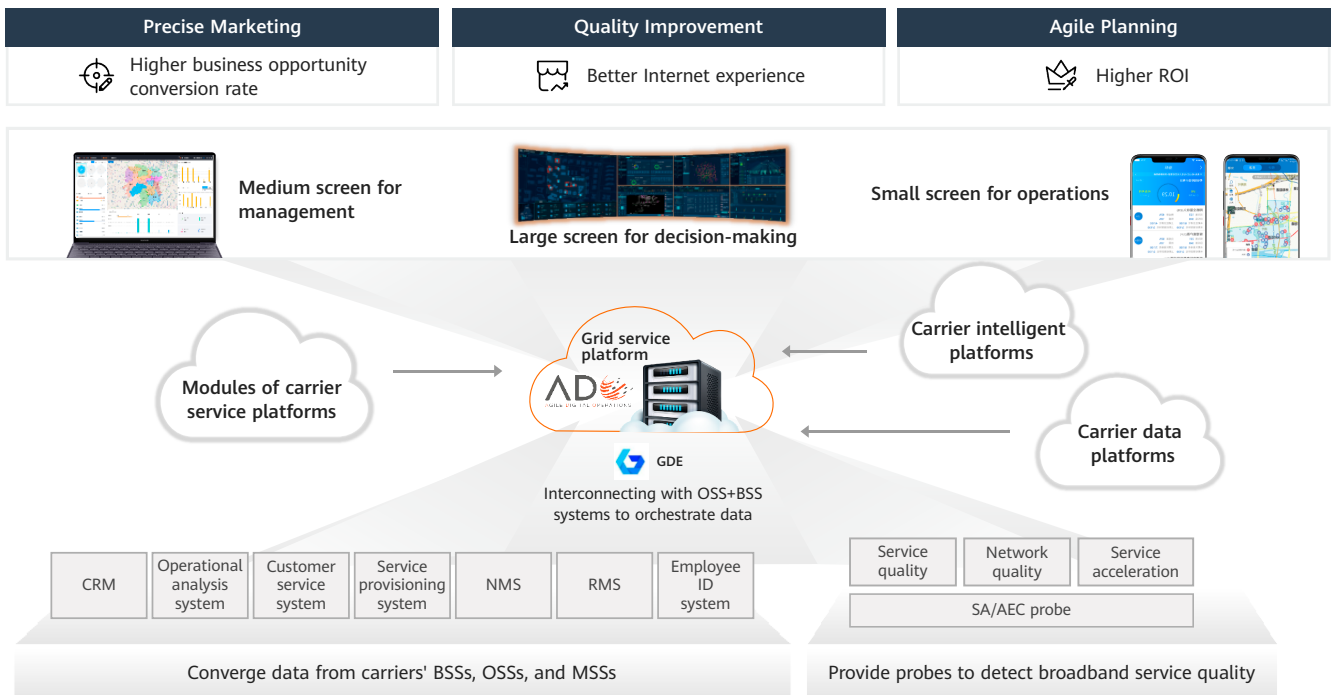 Precise Marketing
Higher business opportunity
conversion rate
Quality Improvement
Better Internet experience
Agile Planning
Higher ROI
Medium screen for
management
Large screen for decision-making
Small screen for operations
Modules of carrier
service platforms
Grid service
platform
ADO
AGILE DIGITAL OPERATIONS
Carrier intelligent
platforms
Carrier data
platforms
GDE
Interconnecting with OSS+BSS
systems to orchestrate data
CRM
Operational
analysis
system
Customer
service
system
Service
provisioning
system
NMS
RMS
Employee
ID
system
Service
quality
Network
quality
Service
acceleration
SA/AEC probe
Converge data from carriers' BSSs, OSSs, and MSSs
Provide probes to detect broadband service quality